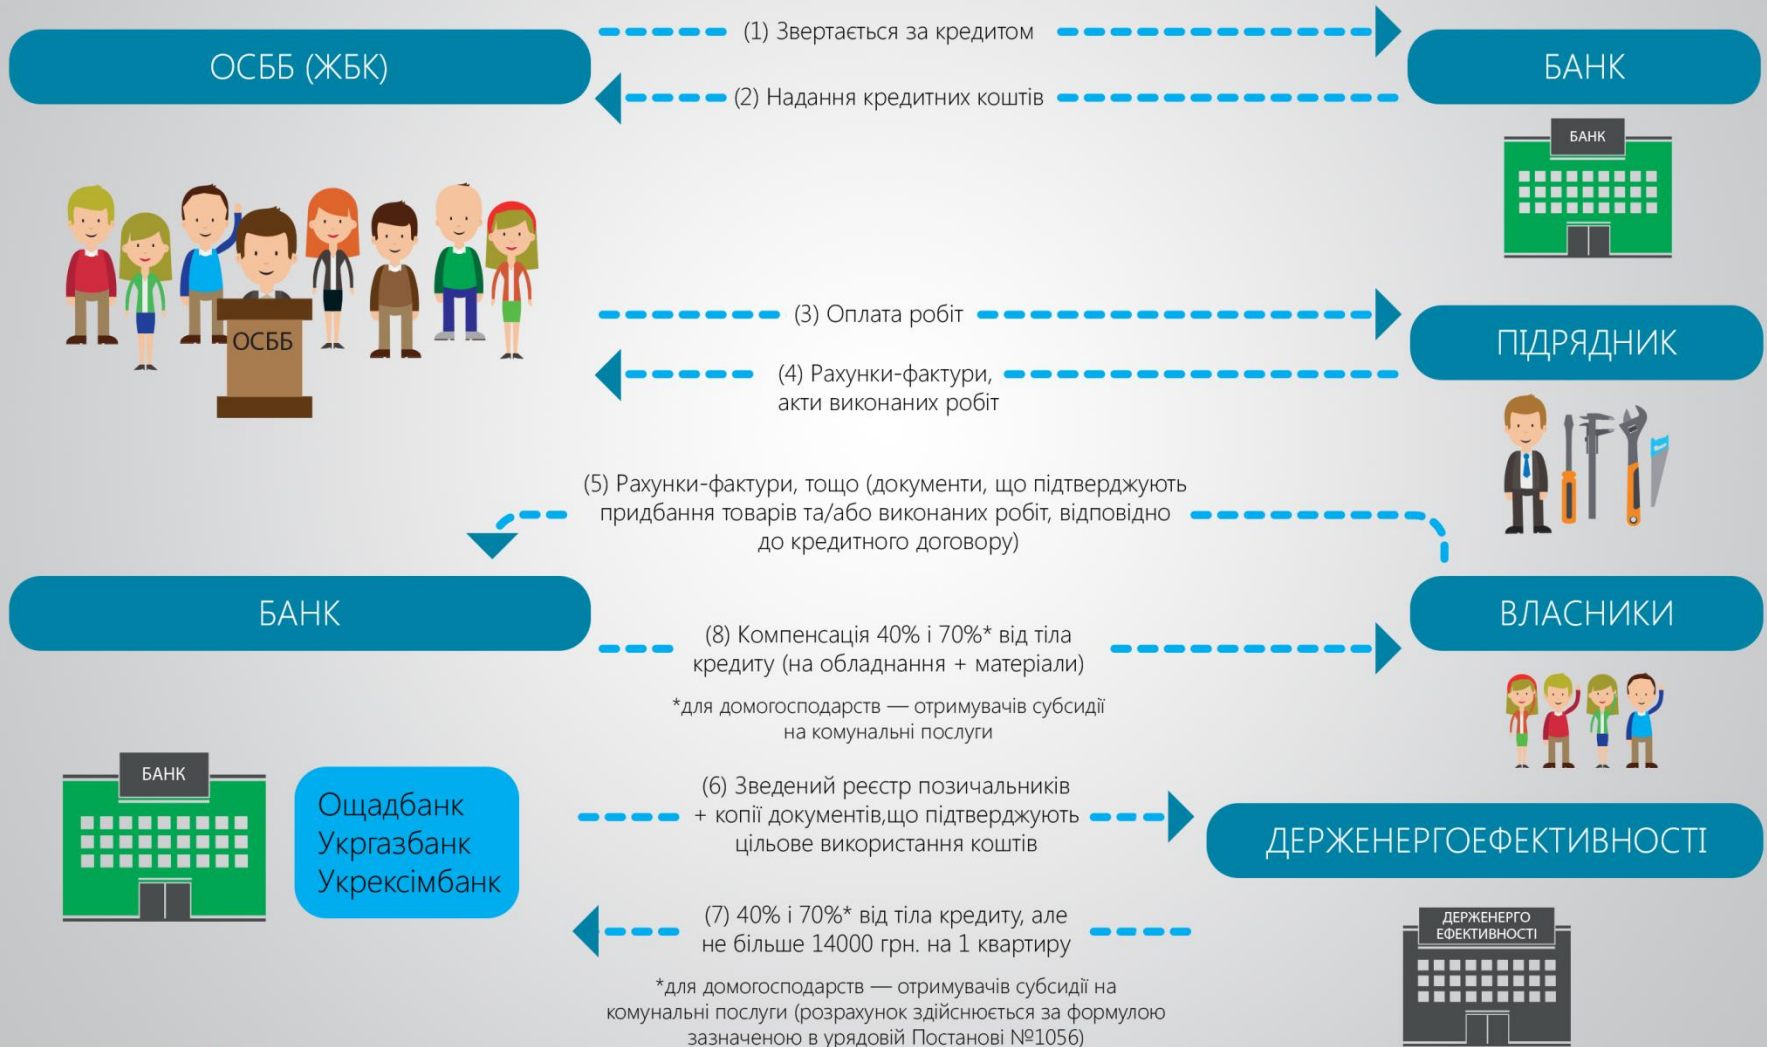 (1) Звертається за кредитом
ОСББ (ЖБК)
БАНК
(2) Надання кредитних коштів
БАНК
ОСББ
(3) Оплата робіт
ПІДРЯДНИК
(4) Рахунки-фактури,
акти виконаних робіт
(5) Рахунки-фактури, тощо (документи, що підтверджують
придбання товарів та/або виконаних робіт, відповідно
до кредитного договору)
БАНК
ВЛАСНИКИ
(8) Компенсація 40% і 70%* від тіла
кредиту (на обладнання + матеріали)
*для домогосподарств — отримувачів субсидії
на комунальні послуги
БАНК
Ощадбанк
Укргазбанк
Укрексімбанк
(6) Зведений реєстр позичальників
+ копії документів,що підтверджують
цільове використання коштів
ДЕРЖЕНЕРГОЕФЕКТИВНОСТІ
(7) 40% і 70%* від тіла кредиту, але
не більше 14000 грн. на 1 квартиру
ДЕРЖЕНЕРГО
ЕФЕКТИВНОСТІ
*для домогосподарств — отримувачів субсидії на
комунальні послуги (розрахунок здійснюється за формулою
зазначеною в урядовій Постанові №1056)